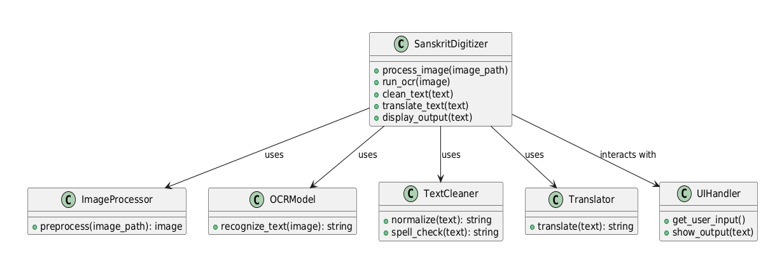 C SanskritDigitizer
process_image(image_path)
run_ocr(image)
clean_text(text)
translate_text(text)
display_output(text)
uses
uses
uses
uses
interacts with
C ImageProcessor
preprocess(image_path): image
C OCRModel
recognize_text(image): string
C TextCleaner
normalize(text): string
spell_check(text): string
C Translator
translate(text): string
C UIHandler
get_user_input()
show_output(text)